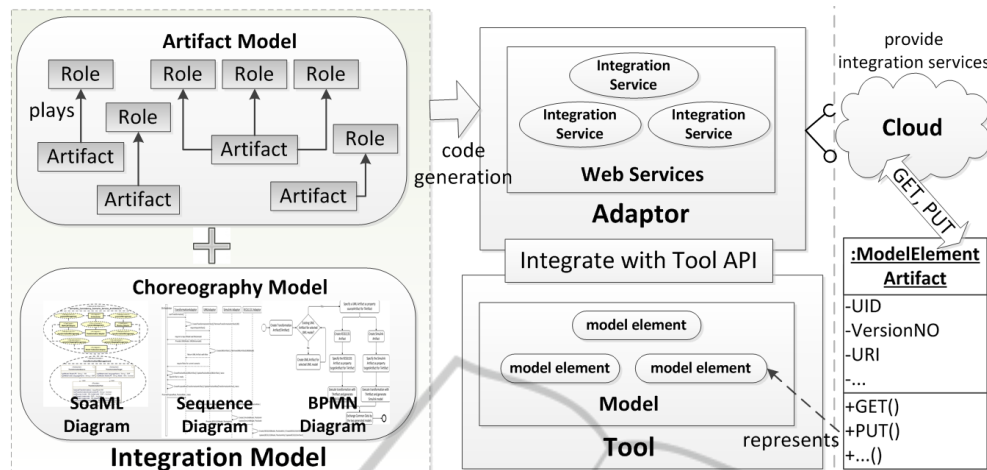 Artifact Model
Role
Role
Role
Role
plays
Role
Role
Artifact
Artifact
Artifact
Artifact
Choreography Model
SoaML
Diagram
Sequence
Diagram
BPMN
Diagram
Integration Model
code
generation
Integration
Service
Integration
Service
Integration
Service
Web Services
Adaptor
Integrate with Tool API
model element
model element
model element
Model
Tool
provide
integration services
Cloud
GET, PUT
:ModelElement
Artifact
-UID
-VersionNO
-URI
-...
+GET()
+PUT()
+...()
represents